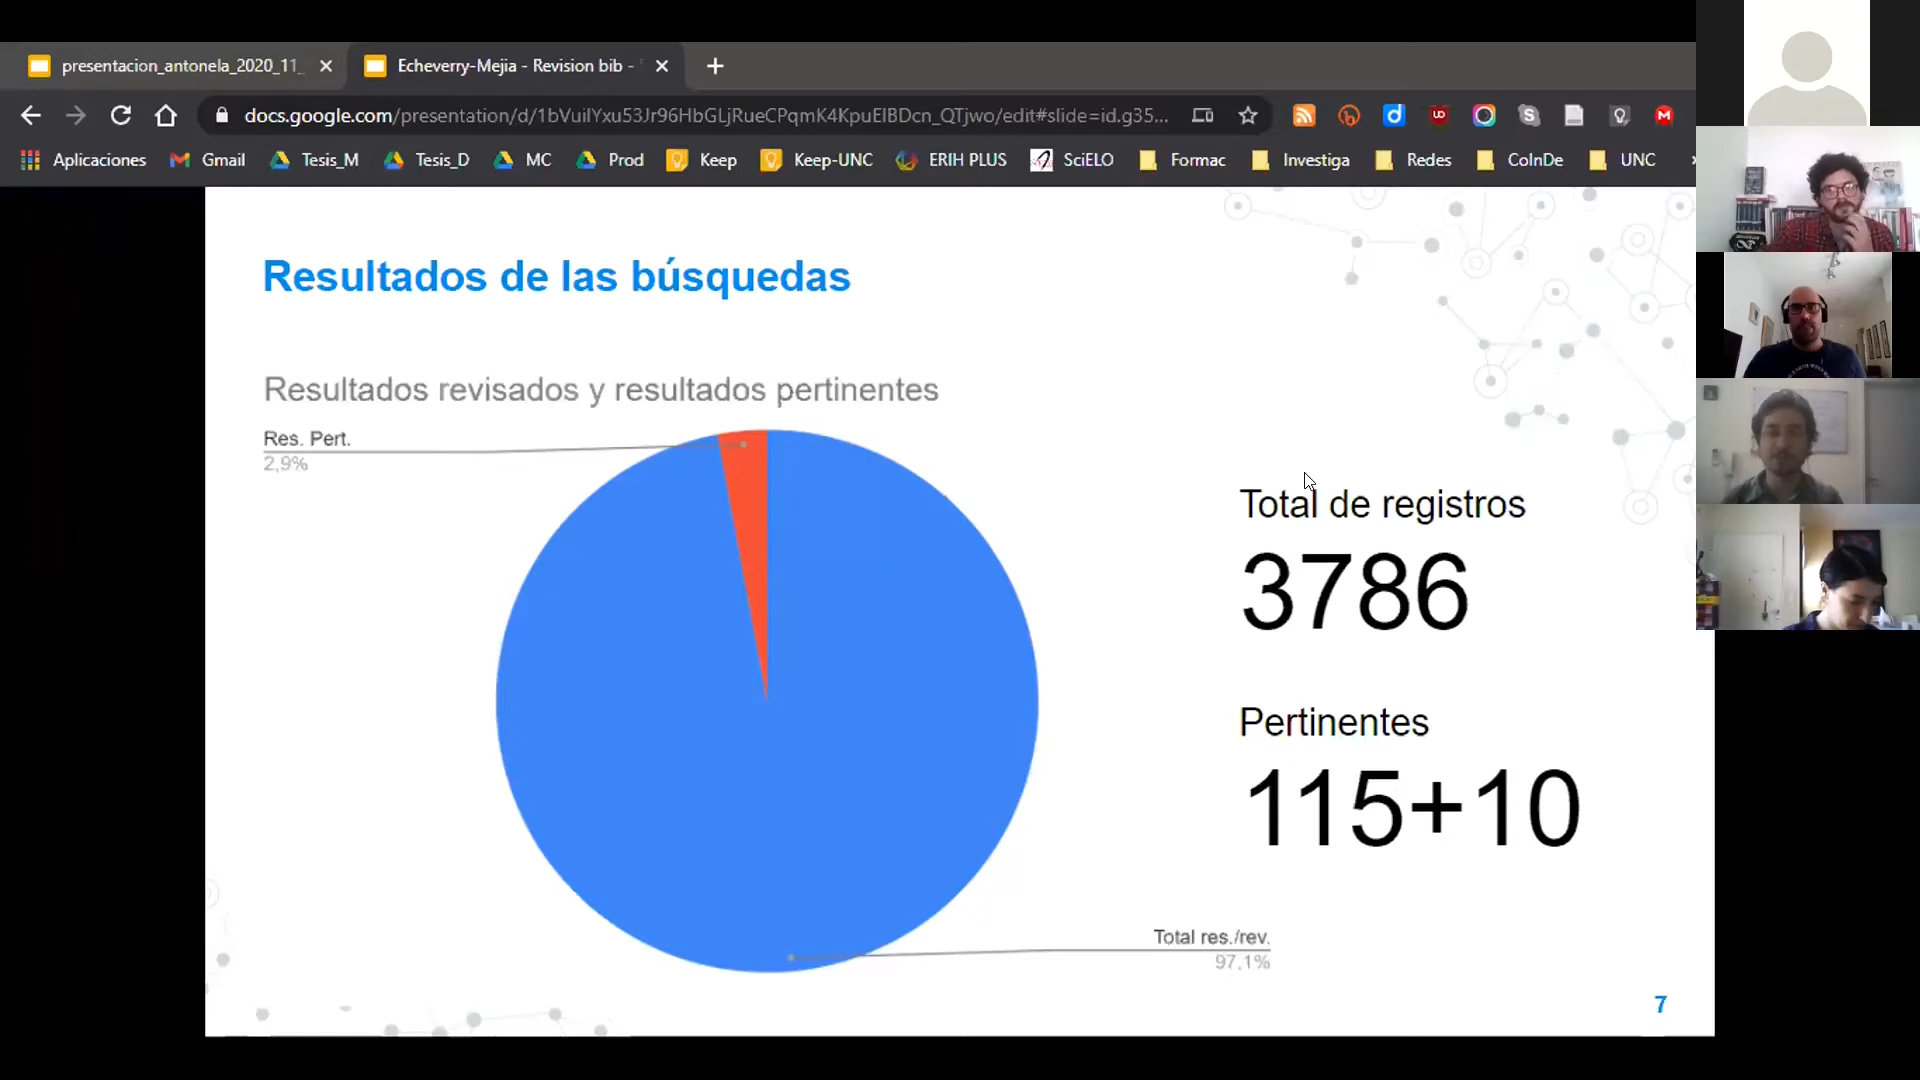 presentacion_antonela_2020_11_
Echeverry-Mejia - Revision bib -
docs.google.com/presentation/d/1bVuilYxu53Jr96HbGLjRueCPqmK4KpuElBDcn_QTjwo/edit#slide=id.g35...
Aplicaciones Gmail Tesis_M Tesis_D MC Prod Keep Keep-UNC ERIH PLUS SciELO Formac Investiga Redes CoInDe UNC
Resultados de las búsquedas
Resultados revisados y resultados pertinentes
Res. Pert.
2,9%
Total de registros
3786
Pertinentes
115+10
Total res./rev.
97,1%
7